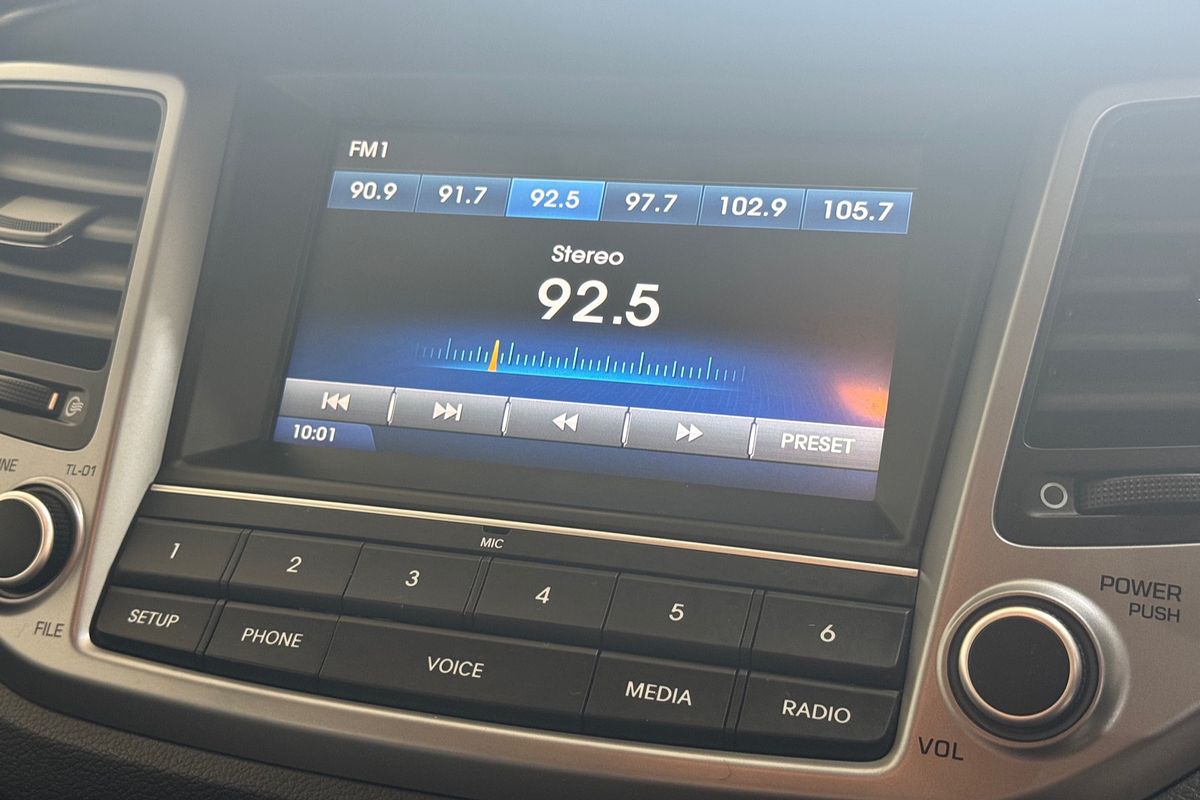 FM1
90.9 91.7 92.5 97.7 102.9 105.7
Stereo
92.5
PRESET
10:01
TL-01
MIC
1 2 3 4 5 6
SETUP PHONE VOICE MEDIA RADIO
FILE
POWER
PUSH
VOL